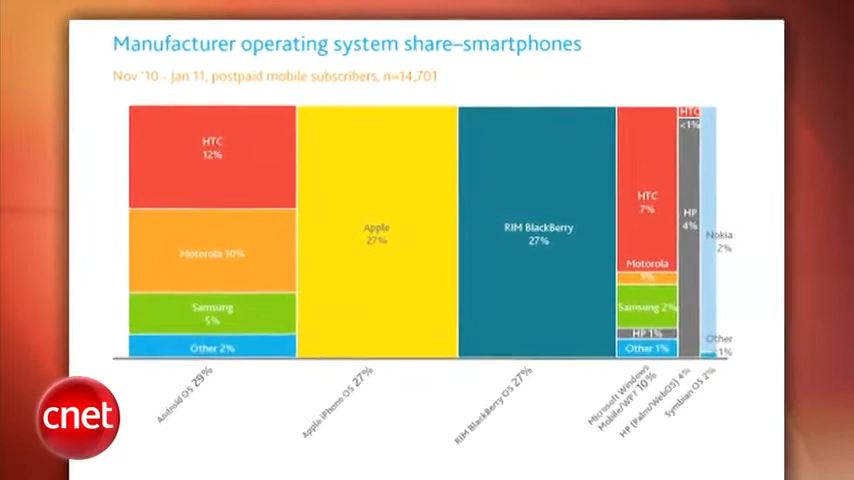 Manufacturer operating system share–smartphones
Nov '10 - Jan 11, postpaid mobile subscribers, n=14,701
HTC
12%
Motorola 10%
Samsung
5%
Other 2%
Apple
27%
RIM BlackBerry
27%
HTC
7%
Motorola
1%
Samsung 2%
HP 1%
Other 1%
HTC
<1%
HP
4%
Nokia
2%
Other
<1%
Android OS 29%
Apple iPhone OS 27%
RIM BlackBerry OS 27%
Microsoft Windows
Mobile/WP7 10%
HP (Palm/WebOS) 4%
Symbian OS 2%
cnet